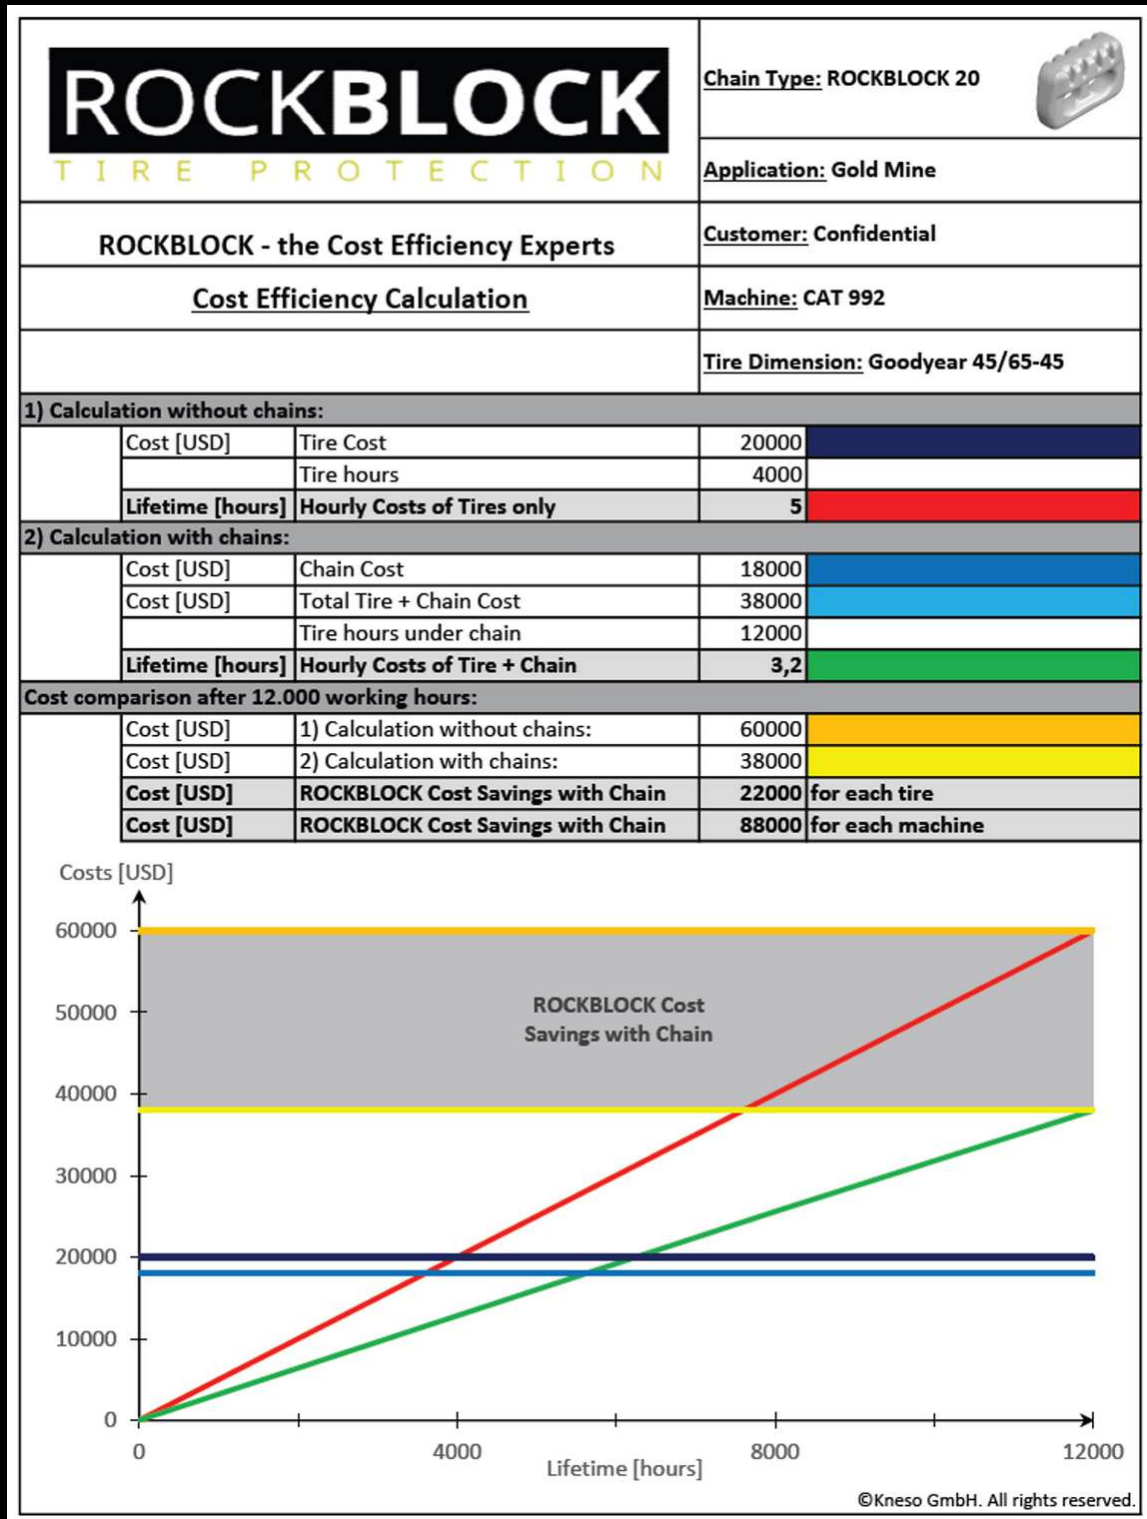 ROCKBLOCK
TIRE PROTECTION
Chain Type: ROCKBLOCK 20
Application: Gold Mine
ROCKBLOCK - the Cost Efficiency Experts
Customer: Confidential
Cost Efficiency Calculation
Machine: CAT 992
Tire Dimension: Goodyear 45/65-45
1) Calculation without chains:
Cost [USD] Tire Cost 20000
Tire hours 4000
Lifetime [hours] Hourly Costs of Tires only 5
2) Calculation with chains:
Cost [USD] Chain Cost 18000
Cost [USD] Total Tire + Chain Cost 38000
Tire hours under chain 12000
Lifetime [hours] Hourly Costs of Tire + Chain 3,2
Cost comparison after 12.000 working hours:
Cost [USD] 1) Calculation without chains: 60000
Cost [USD] 2) Calculation with chains: 38000
Cost [USD] ROCKBLOCK Cost Savings with Chain 22000 for each tire
Cost [USD] ROCKBLOCK Cost Savings with Chain 88000 for each machine
Costs [USD]
60000
50000
ROCKBLOCK Cost
Savings with Chain
40000
30000
20000
10000
0
0 4000 8000 12000
Lifetime [hours]
©Kneso GmbH. All rights reserved.